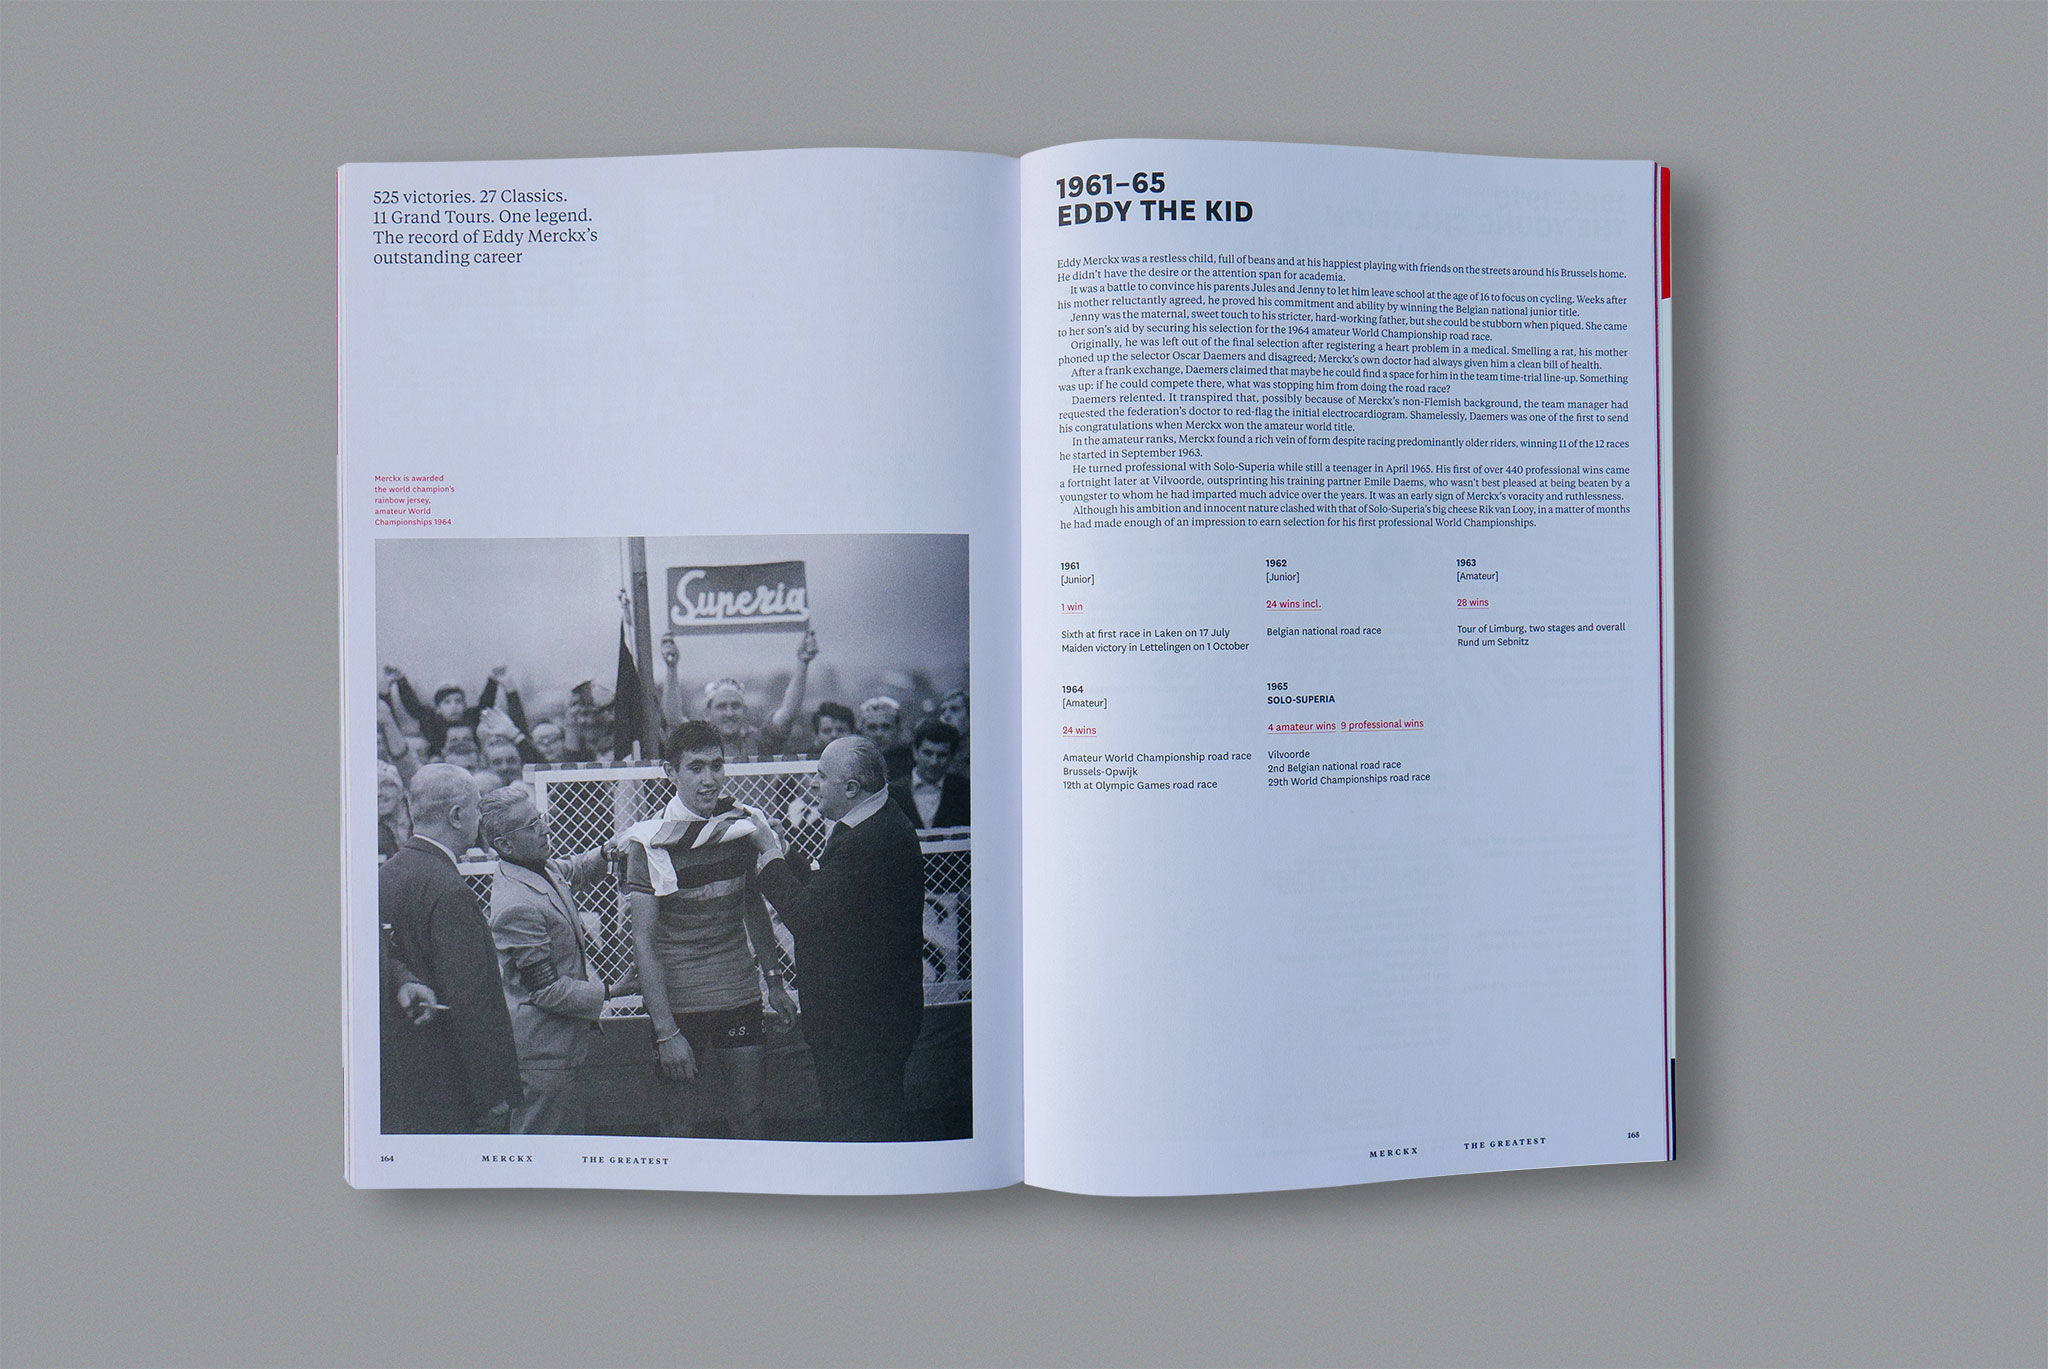 525 victories. 27 Classics.
11 Grand Tours. One legend.
The record of Eddy Merckx's
outstanding career
Merckx is awarded
the world champion's
rainbow jersey,
amateur World
Championships 1964
Superia
G.S.
164
MERCKX
THE GREATEST
1961–65
EDDY THE KID
Eddy Merckx was a restless child, full of beans and at his happiest playing with friends on the streets around his Brussels home.
He didn't have the desire or the attention span for academia.
It was a battle to convince his parents Jules and Jenny to let him leave school at the age of 16 to focus on cycling. Weeks after
his mother reluctantly agreed, he proved his commitment and ability by winning the Belgian national junior title.
Jenny was the maternal, sweet touch to his stricter, hard-working father, but she could be stubborn when piqued. She came
to her son's aid by securing his selection for the 1964 amateur World Championship road race.
Originally, he was left out of the final selection after registering a heart problem in a medical. Smelling a rat, his mother
phoned up the selector Oscar Daemers and disagreed; Merckx's own doctor had always given him a clean bill of health.
After a frank exchange, Daemers claimed that maybe he could find a space for him in the team time-trial line-up. Something
was up: if he could compete there, what was stopping him from doing the road race?
Daemers relented. It transpired that, possibly because of Merckx's non-Flemish background, the team manager had
requested the federation's doctor to red-flag the initial electrocardiogram. Shamelessly, Daemers was one of the first to send
his congratulations when Merckx won the amateur world title.
In the amateur ranks, Merckx found a rich vein of form despite racing predominantly older riders, winning 11 of the 12 races
he started in September 1963.
He turned professional with Solo-Superia while still a teenager in April 1965. His first of over 440 professional wins came
a fortnight later at Vilvoorde, outsprinting his training partner Emile Daems, who wasn't best pleased at being beaten by a
youngster to whom he had imparted much advice over the years. It was an early sign of Merckx's voracity and ruthlessness.
Although his ambition and innocent nature clashed with that of Solo-Superia's big cheese Rik van Looy, in a matter of months
he had made enough of an impression to earn selection for his first professional World Championships.
1961
[Junior]
1 win
Sixth at first race in Laken on 17 July
Maiden victory in Lettelingen on 1 October
1962
[Junior]
24 wins incl.
Belgian national road race
1963
[Amateur]
28 wins
Tour of Limburg, two stages and overall
Rund um Sebnitz
1964
[Amateur]
24 wins
Amateur World Championship road race
Brussels-Opwijk
12th at Olympic Games road race
1965
SOLO-SUPERIA
4 amateur wins 9 professional wins
Vilvoorde
2nd Belgian national road race
29th World Championships road race
MERCKX
THE GREATEST
165